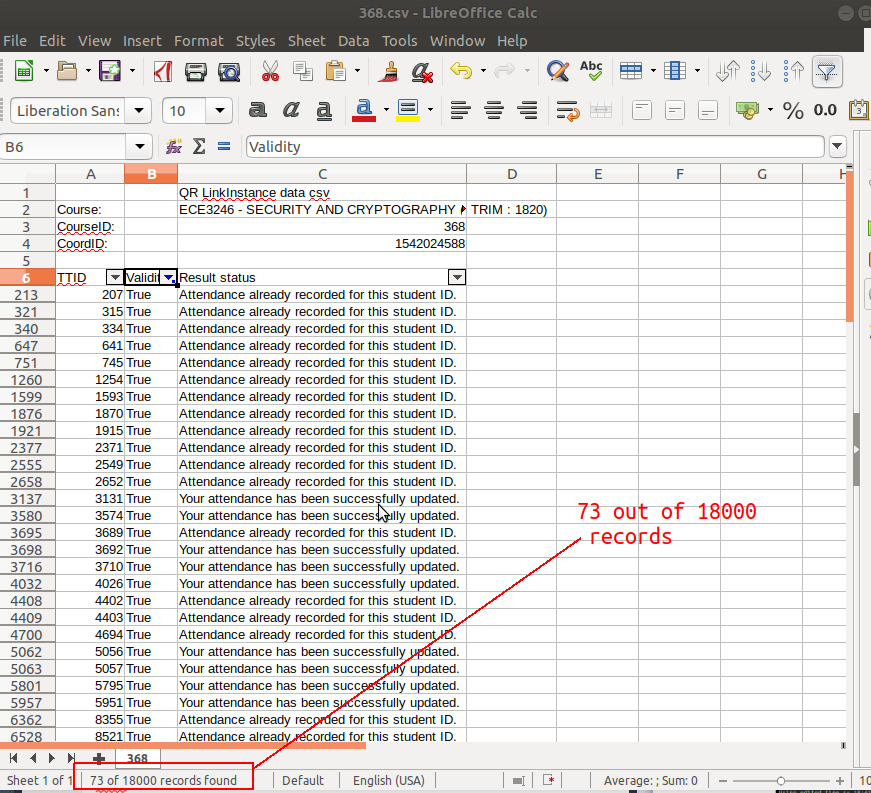 368.csv - LibreOffice Calc
File Edit View Insert Format Styles Sheet Data Tools Window Help
Abc
Liberation Sans 10 a a a a % 0.0
B6 Validity
A B C D E F G H
1 QR LinkInstance data csv
2 Course: ECE3246 - SECURITY AND CRYPTOGRAPHY TRIM : 1820)
3 CourseID: 368
4 CoordID: 1542024588
5
6 TTID Validit Result status
213 207 True Attendance already recorded for this student ID.
321 315 True Attendance already recorded for this student ID.
340 334 True Attendance already recorded for this student ID.
647 641 True Attendance already recorded for this student ID.
751 745 True Attendance already recorded for this student ID.
1260 1254 True Attendance already recorded for this student ID.
1599 1593 True Attendance already recorded for this student ID.
1876 1870 True Attendance already recorded for this student ID.
1921 1915 True Attendance already recorded for this student ID.
2377 2371 True Attendance already recorded for this student ID.
2555 2549 True Attendance already recorded for this student ID.
2658 2652 True Attendance already recorded for this student ID.
3137 3131 True Your attendance has been successfully updated.
3580 3574 True Your attendance has been successfully updated.
3695 3689 True Attendance already recorded for this student ID.
3698 3692 True Your attendance has been successfully updated.
3716 3710 True Your attendance has been successfully updated.
4032 4026 True Your attendance has been successfully updated.
4408 4402 True Attendance already recorded for this student ID.
4409 4403 True Attendance already recorded for this student ID.
4700 4694 True Attendance already recorded for this student ID.
5062 5056 True Your attendance has been successfully updated.
5063 5057 True Your attendance has been successfully updated.
5801 5795 True Your attendance has been successfully updated.
5957 5951 True Your attendance has been successfully updated.
6362 8355 True Attendance already recorded for this student ID.
6528 8521 True Attendance already recorded for this student ID.
73 out of 18000
records
368
Sheet 1 of 1 73 of 18000 records found Default English (USA) Average: ; Sum: 0 10